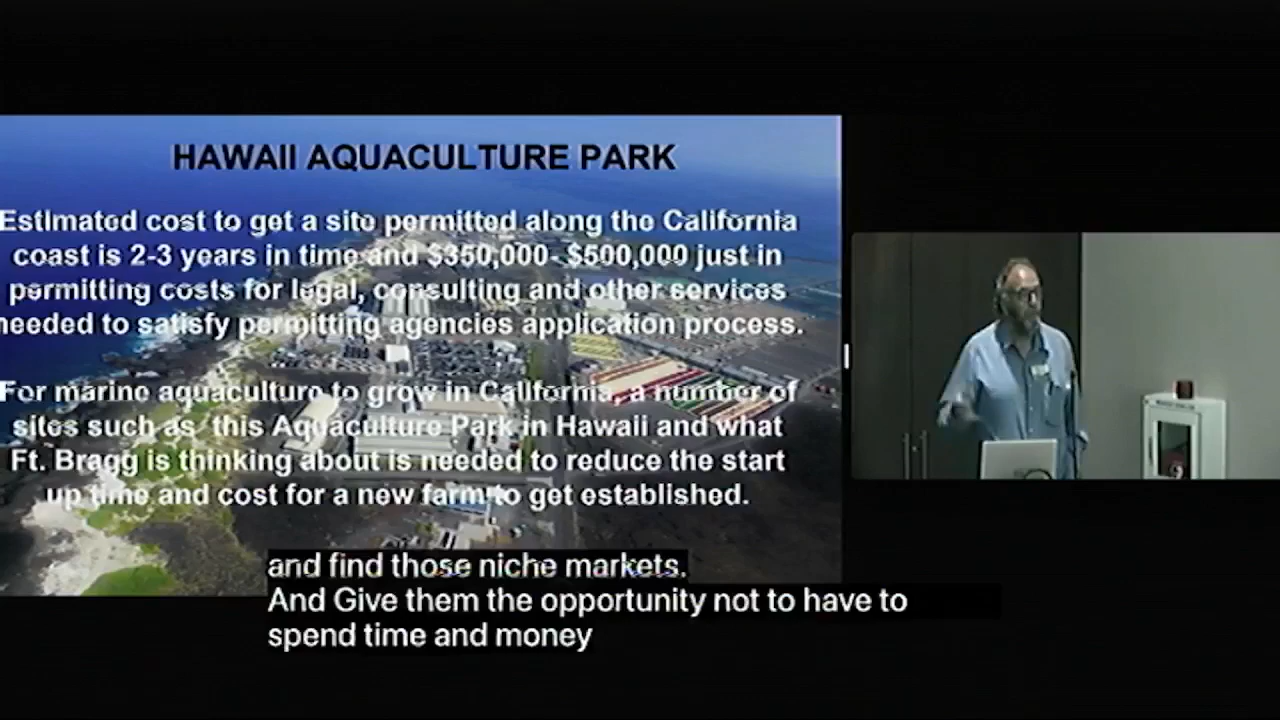 HAWAII AQUACULTURE PARK
Estimated cost to get a site permitted along the California
coast is 2-3 years in time and $350,000- $500,000 just in
permitting costs for legal, consulting and other services
needed to satisfy permitting agencies application process.
For marine aquaculture to grow in California, a number of
sites such as this Aquaculture Park in Hawaii and what
Ft. Bragg is thinking about is needed to reduce the start
up time and cost for a new farm to get established.
and find those niche markets.
And Give them the opportunity not to have to
spend time and money